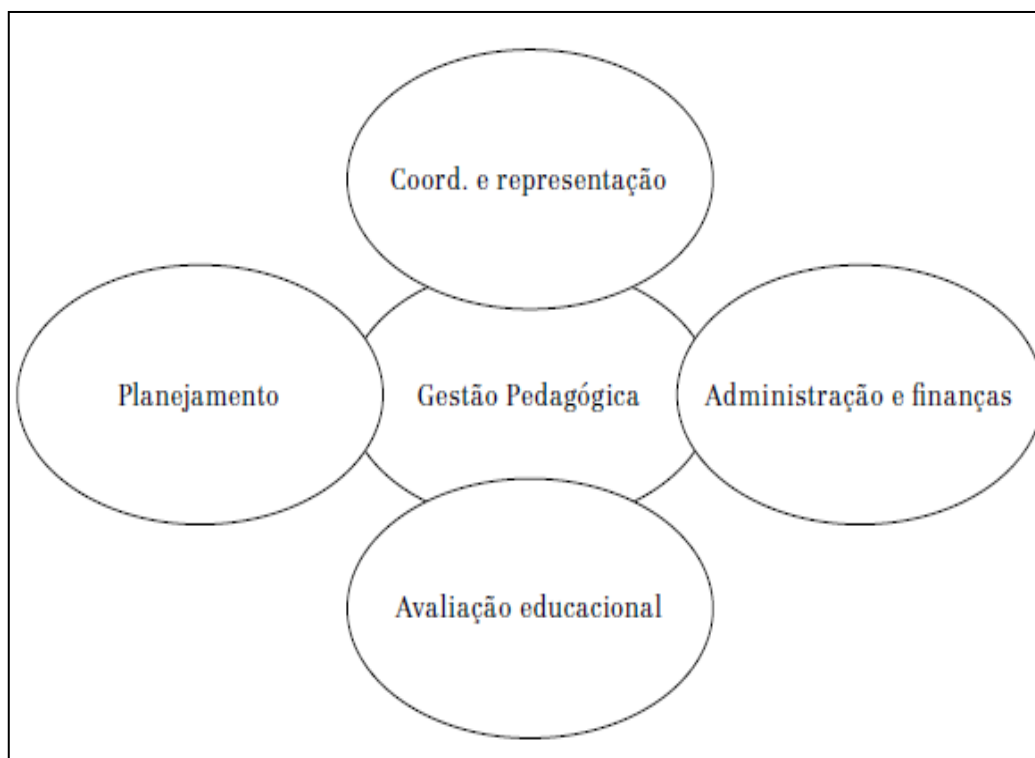 Coord. e representação
Planejamento
Gestão Pedagógica
Administração e finanças
Avaliação educacional